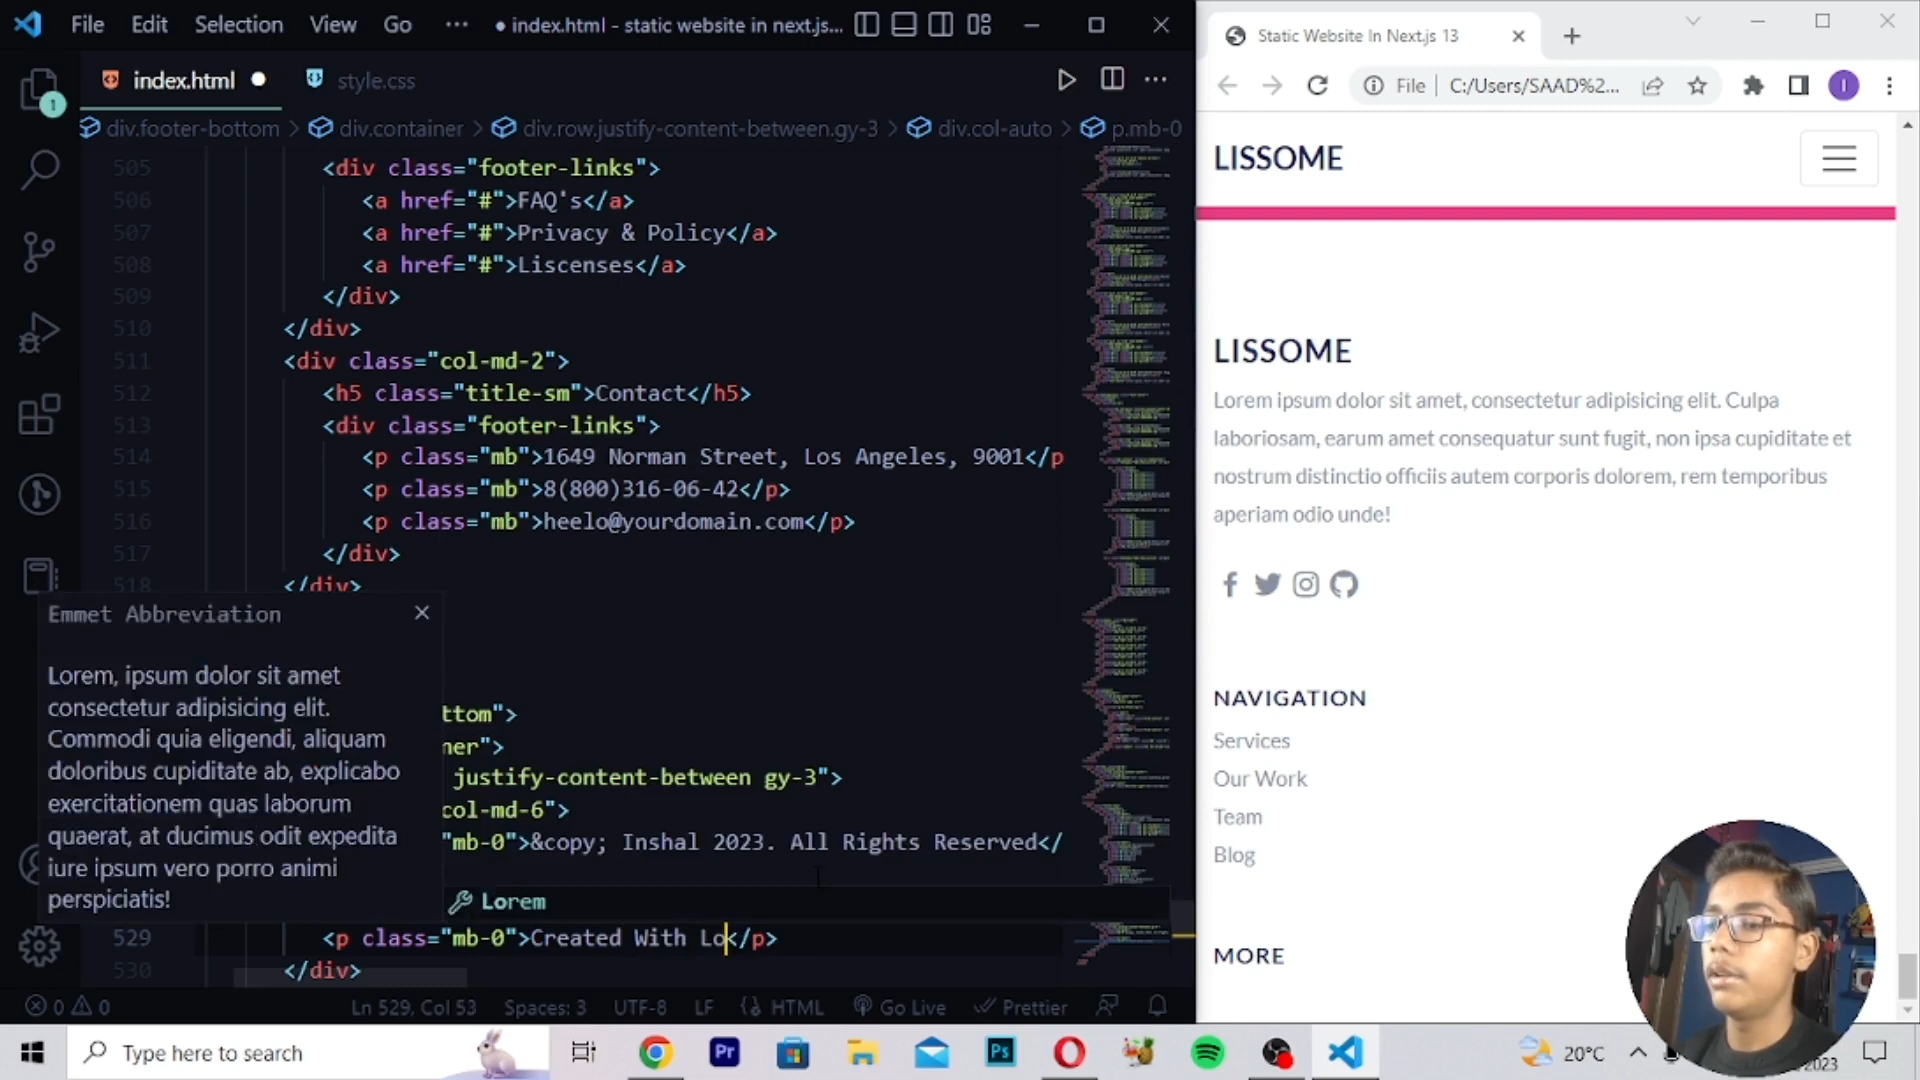 File Edit Selection View Go ··· ● index.html - static website in next.js...
index.html ● style.css
div.footer-bottom > div.container > div.row.justify-content-between.gy-3 > div.col-auto > p.mb-0
505 <div class="footer-links">
506 <a href="#">FAQ's</a>
507 <a href="#">Privacy & Policy</a>
508 <a href="#">Liscenses</a>
509 </div>
510 </div>
511 <div class="col-md-2">
512 <h5 class="title-sm">Contact</h5>
513 <div class="footer-links">
514 <p class="mb">1649 Norman Street, Los Angeles, 9001</p
515 <p class="mb">8(800)316-06-42</p>
516 <p class="mb">heelo@yourdomain.com</p>
517 </div>
518 </div>
Emmet Abbreviation
Lorem, ipsum dolor sit amet
consectetur adipisicing elit.
Commodi quia eligendi, aliquam
doloribus cupiditate ab, explicabo
exercitationem quas laborum
quaerat, at ducimus odit expedita
iure ipsum vero porro animi
perspiciatis!
ttom">
ner">
justify-content-between gy-3">
col-md-6">
"mb-0">&copy; Inshal 2023. All Rights Reserved</
Lorem
529 <p class="mb-0">Created With Lo</p>
530 </div>
0 0 Ln 529, Col 53 Spaces: 3 UTF-8 LF {} HTML Go Live Prettier
Static Website In Next.js 13
File C:/Users/SAAD%2... I
LISSOME
LISSOME
Lorem ipsum dolor sit amet, consectetur adipisicing elit. Culpa
laboriosam, earum amet consequatur sunt fugit, non ipsa cupiditate et
nostrum distinctio officiis autem corporis dolorem, rem temporibus
aperiam odio unde!
NAVIGATION
Services
Our Work
Team
Blog
MORE
Type here to search
Pr
Ps
20°C
2023